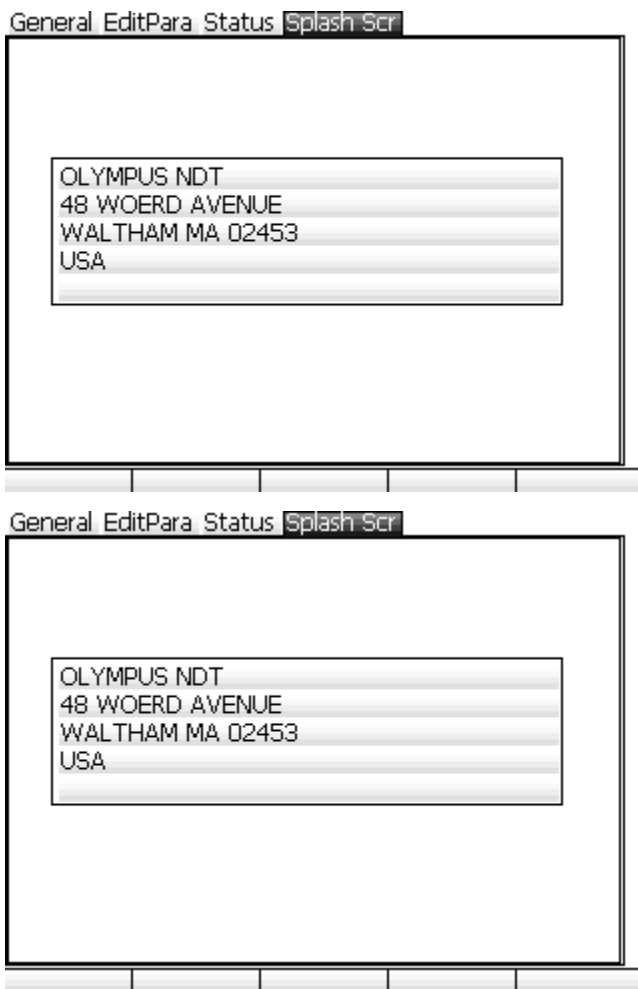 General EditPara Status Splash Scr
OLYMPUS NDT
48 WOERD AVENUE
WALTHAM MA 02453
USA
General EditPara Status Splash Scr
OLYMPUS NDT
48 WOERD AVENUE
WALTHAM MA 02453
USA